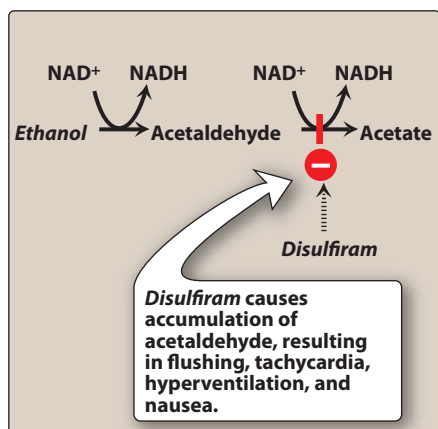 NAD+ NADH NAD+ NADH
Ethanol Acetaldehyde Acetate
Disulfiram
Disulfiram causes
accumulation of
acetaldehyde, resulting
in flushing, tachycardia,
hyperventilation, and
nausea.